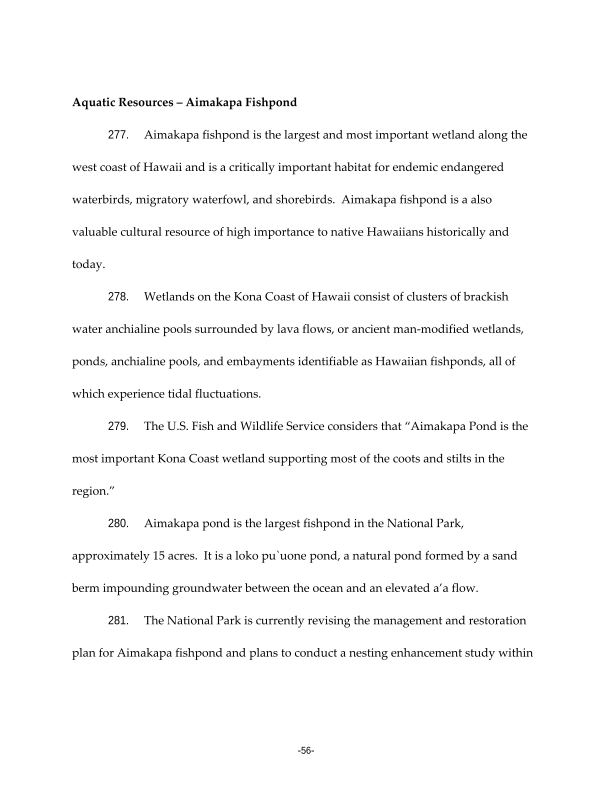 Aquatic Resources – Aimakapa Fishpond
277. Aimakapa fishpond is the largest and most important wetland along the
west coast of Hawaii and is a critically important habitat for endemic endangered
waterbirds, migratory waterfowl, and shorebirds. Aimakapa fishpond is a also
valuable cultural resource of high importance to native Hawaiians historically and
today.
278. Wetlands on the Kona Coast of Hawaii consist of clusters of brackish
water anchialine pools surrounded by lava flows, or ancient man-modified wetlands,
ponds, anchialine pools, and embayments identifiable as Hawaiian fishponds, all of
which experience tidal fluctuations.
279. The U.S. Fish and Wildlife Service considers that “Aimakapa Pond is the
most important Kona Coast wetland supporting most of the coots and stilts in the
region.”
280. Aimakapa pond is the largest fishpond in the National Park,
approximately 15 acres. It is a loko pu`uone pond, a natural pond formed by a sand
berm impounding groundwater between the ocean and an elevated a’a flow.
281. The National Park is currently revising the management and restoration
plan for Aimakapa fishpond and plans to conduct a nesting enhancement study within
-56-